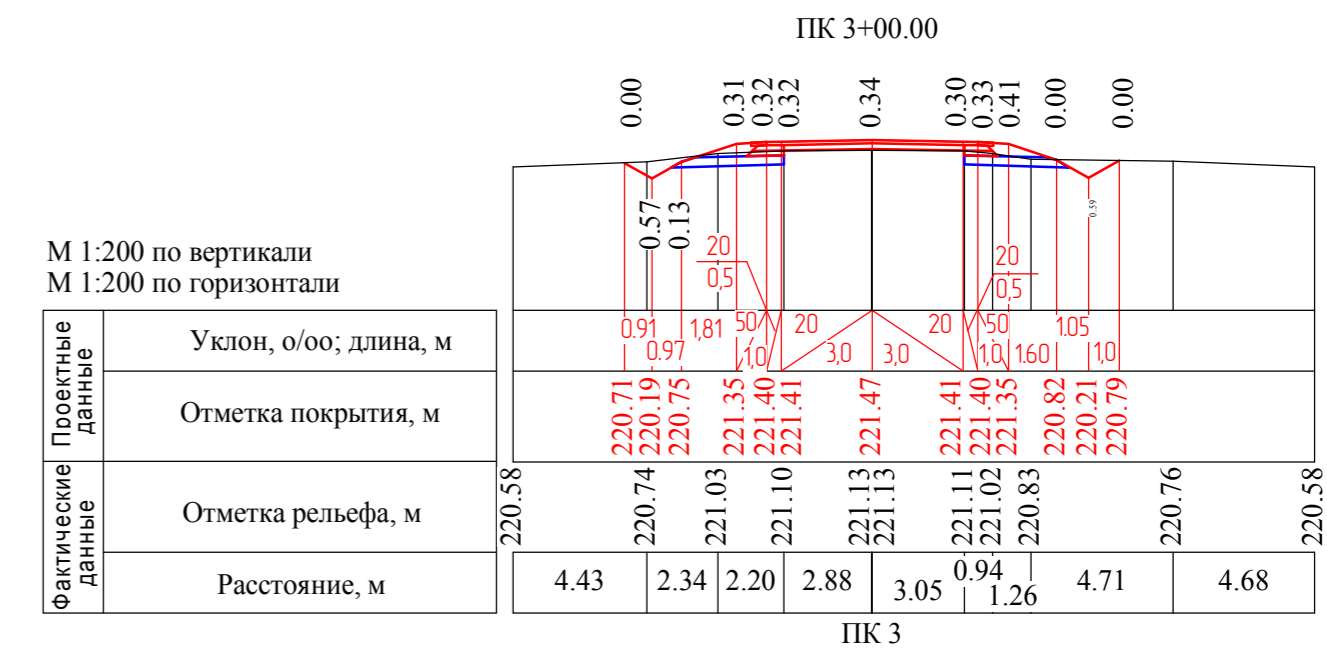 ПК 3+00.00
0.00 0.31 0.32 0.32 0.34 0.30 0.33 0.41 0.00 0.00
0.57 0.13 0.59
М 1:200 по вертикали
М 1:200 по горизонтали
20 20
0,5 0,5
Проектные данные
Уклон, о/оо; длина, м
0.91 0.97 1,81 50 1,0 20 3,0 3,0 20 50 1,0 1.60 1.05 1,0
Отметка покрытия, м
220.71 220.19 220.75 221.35 221.40 221.41 221.47 221.41 221.40 221.35 220.82 220.21 220.79
Фактические данные
Отметка рельефа, м
220.58 220.74 221.03 221.10 221.13 221.13 221.11 221.02 220.83 220.76 220.58
Расстояние, м
4.43 2.34 2.20 2.88 3.05 0.94 1.26 4.71 4.68
ПК 3